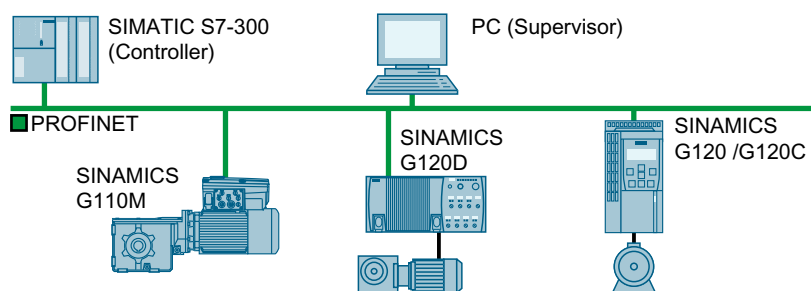 SIMATIC S7-300
(Controller)
PC (Supervisor)
PROFINET
SINAMICS
G110M
SINAMICS
G120D
SINAMICS
G120 /G120C